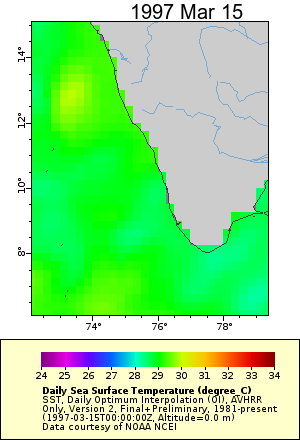 1997 Mar 15
14°
12°
10°
8°
74° 76° 78°
24 25 26 27 28 29 30 31 32 33 34
Daily Sea Surface Temperature (degree_C)
SST, Daily Optimum Interpolation (OI), AVHRR
Only, Version 2, Final+Preliminary, 1981-present
(1997-03-15T00:00:00Z, Altitude=0.0 m)
Data courtesy of NOAA NCEI